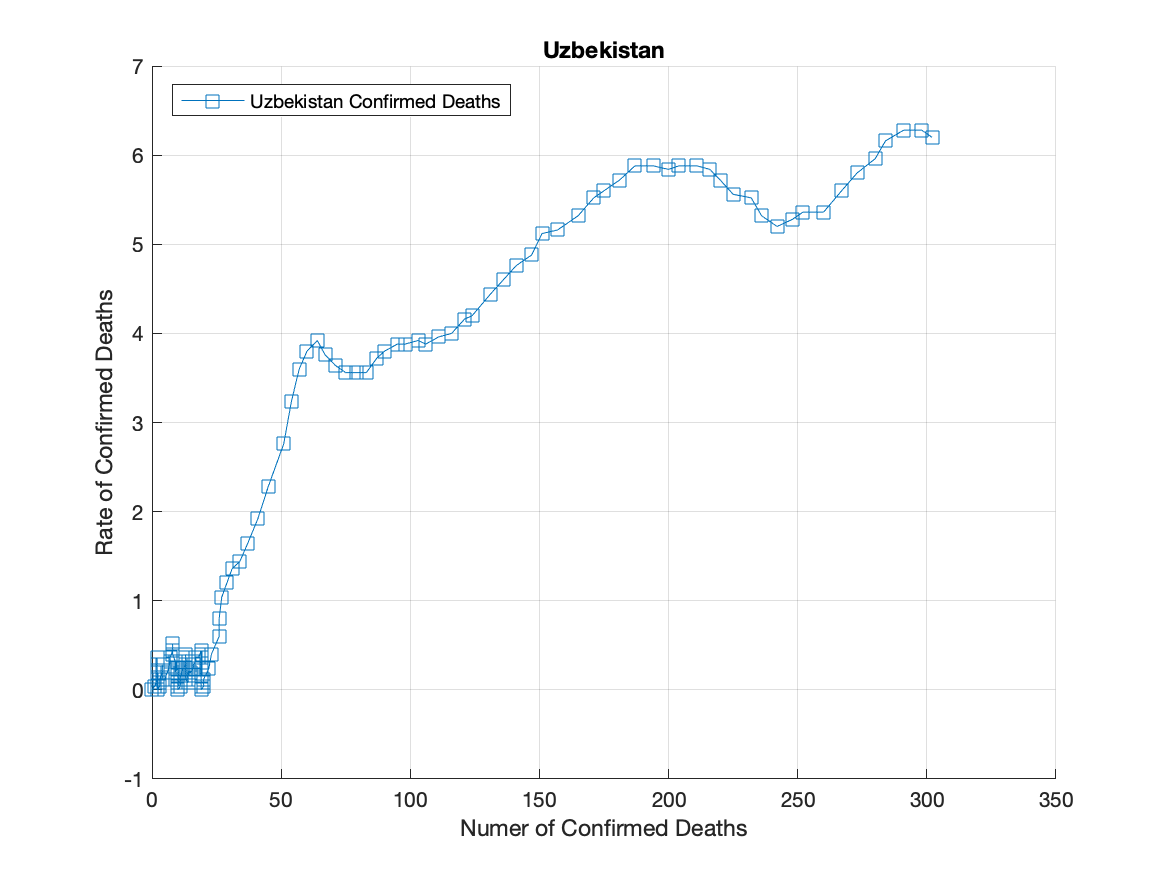 Uzbekistan
Uzbekistan Confirmed Deaths
7
6
5
4
3
2
1
0
-1
Rate of Confirmed Deaths
0 50 100 150 200 250 300 350
Numer of Confirmed Deaths